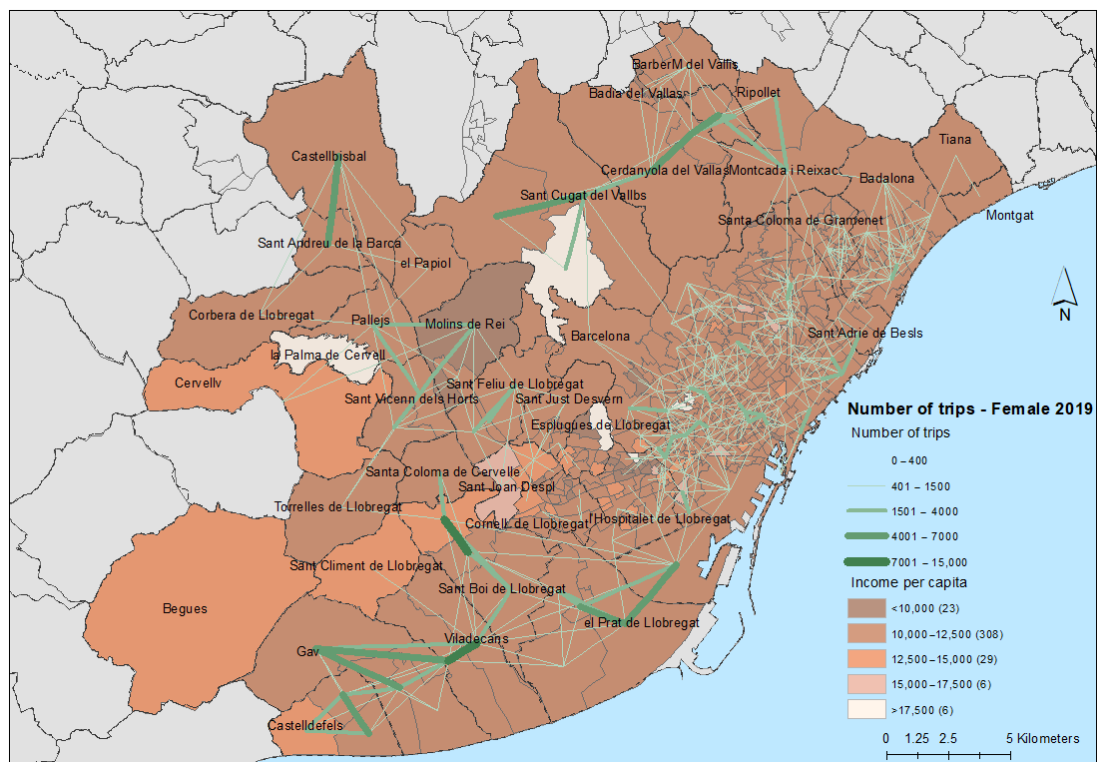 BarberM del Vallis
Badia del Vallas
Ripollet
Tiana
Castellbisbal
Cerdanyola del Vallas
Montcada i Reixac
Badalona
Sant Cugat del Vallbs
Santa Coloma de Gramenet
Montgat
Sant Andreu de la Barca
el Papiol
Corbera de Llobregat
Pallejs
Molins de Rei
Barcelona
Sant Adrie de Besls
la Palma de Cervell
Cervellv
Sant Vicenn dels Horts
Sant Feliu de Llobregat
Sant Just Desvern
Esplugues de Llobregat
Santa Coloma de Cervelle
Sant Joan Despl
Torrelles de Llobregat
Cornell. de Llobregat
l'Hospitalet de Llobregat
Sant Climent de Llobregat
Sant Boi de Llobregat
Begues
el Prat de Llobregat
Viladecans
Gav
Castelldefels
N
Number of trips - Female 2019
Number of trips
0 – 400
401 – 1500
1501 – 4000
4001 – 7000
7001 – 15,000
Income per capita
<10,000 (23)
10,000 – 12,500 (308)
12,500 – 15,000 (29)
15,000 – 17,500 (6)
>17,500 (6)
0 1.25 2.5 5 Kilometers